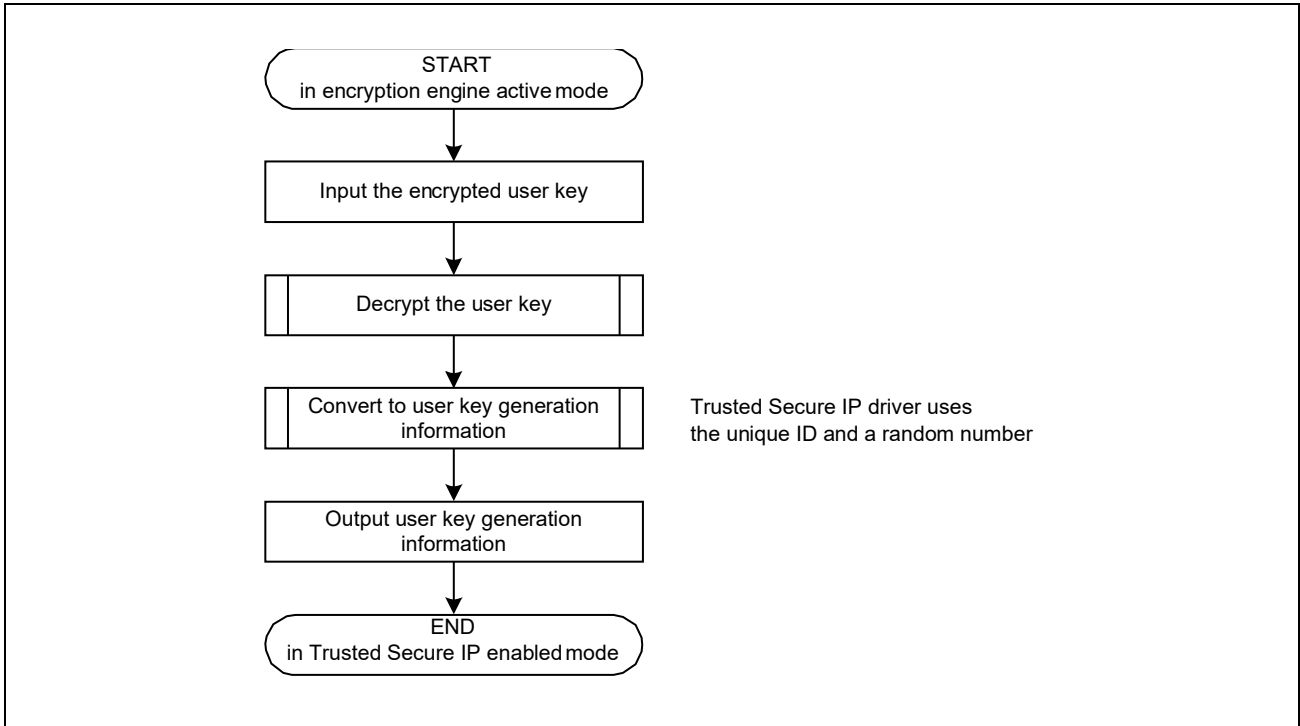 START
in encryption engine active mode
Input the encrypted user key
Decrypt the user key
Convert to user key generation
information
Trusted Secure IP driver uses
the unique ID and a random number
Output user key generation
information
END
in Trusted Secure IP enabled mode